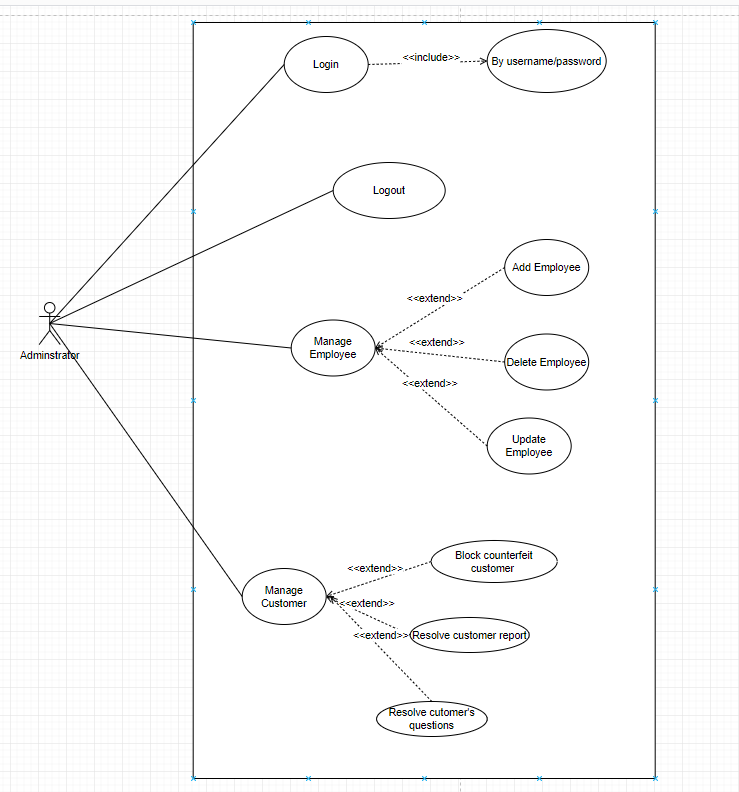 Login
<<include>>
By username/password
Logout
Add Employee
<<extend>>
Adminstrator
Manage
Employee
<<extend>>
Delete Employee
<<extend>>
Update
Employee
Block counterfeit
customer
<<extend>>
Manage
Customer
<<extend>>
<<extend>>
Resolve customer report
Resolve cutomer's
questions